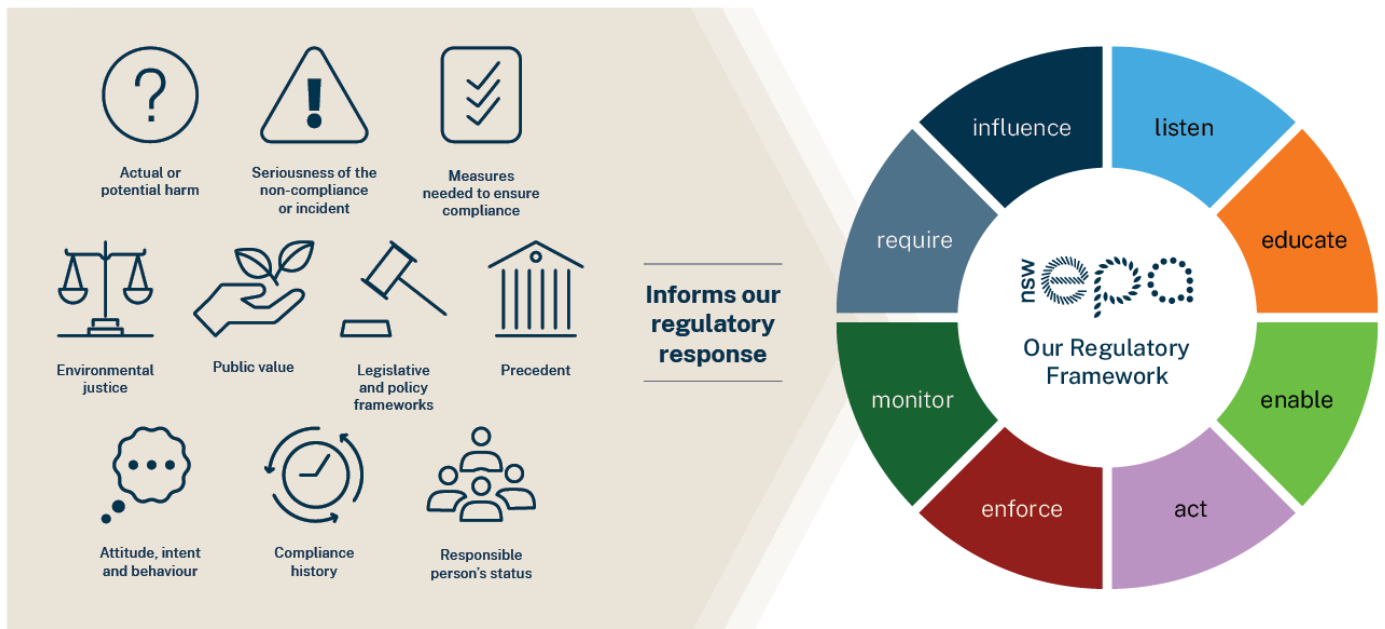 Actual or
potential harm
Seriousness of the
non-compliance
or incident
Measures
needed to ensure
compliance
Environmental
justice
Public value
Legislative
and policy
frameworks
Precedent
Attitude, intent
and behaviour
Compliance
history
Responsible
person's status
Informs our
regulatory
response
influence
listen
educate
enable
act
enforce
monitor
require
nsw epa
Our Regulatory
Framework